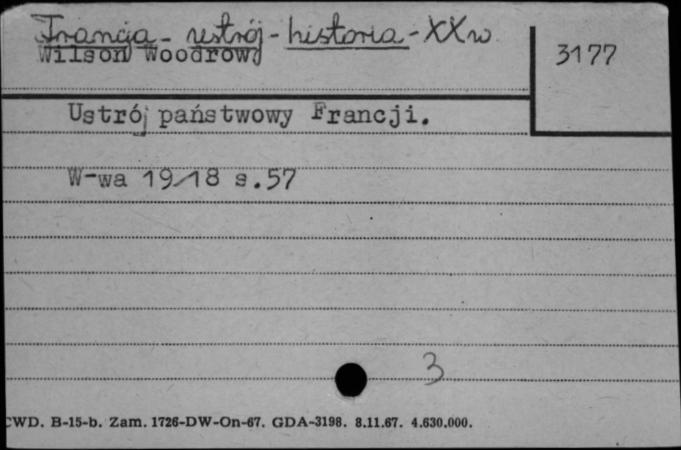 Francja - ustrój - historia - XX w
Wilson Woodrow
3177
Ustrój państwowy Francji.
W-wa 1918 s.57
3
CWD. B-15-b. Zam. 1726-DW-On-67. GDA-3198. 8.11.67. 4.630.000.